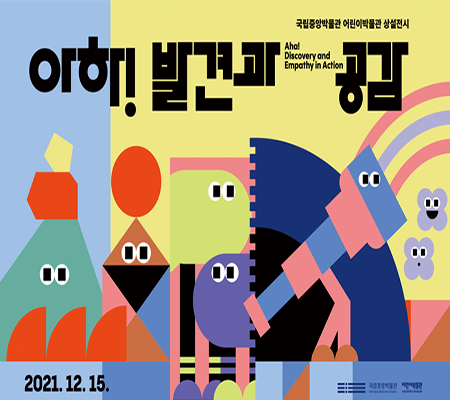 국립중앙박물관 어린이박물관 상설전시
아하! 발견과 공감
Aha!
Discovery and
Empathy in Action
2021. 12. 15.
국립중앙박물관 어린이박물관